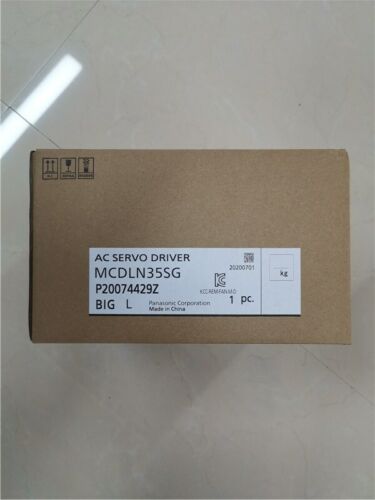 AC SERVO DRIVER
MCDLN35SG
20200701
kg
P20074429Z
BIG L
Panasonic Corporation
Made in China
1 pc.